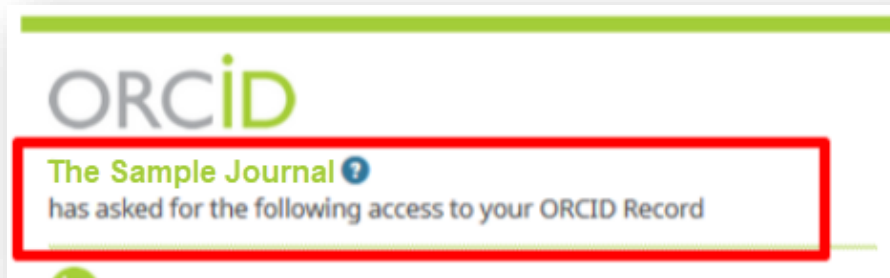 ORCiD
The Sample Journal ?
has asked for the following access to your ORCID Record